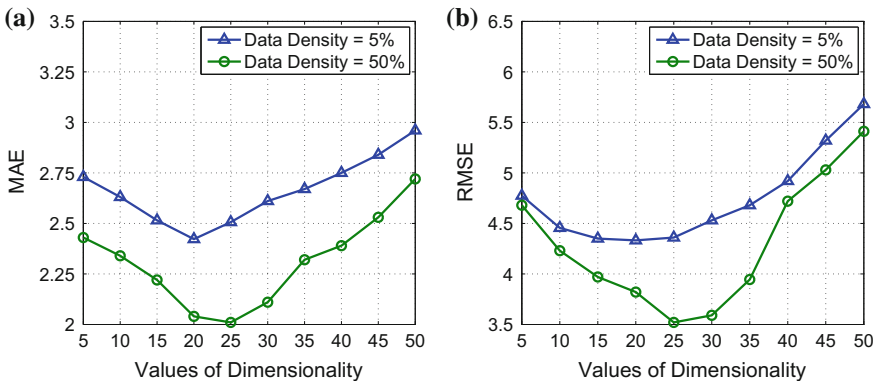 (a)
3.5
3
2.75
2.5
2.25
2
MAE
Data Density = 5%
Data Density = 50%
5 10 15 20 25 30 35 40 45 50
Values of Dimensionality
(b)
6.5
6
5.5
5
4.5
4
3.5
RMSE
Data Density = 5%
Data Density = 50%
5 10 15 20 25 30 35 40 45 50
Values of Dimensionality